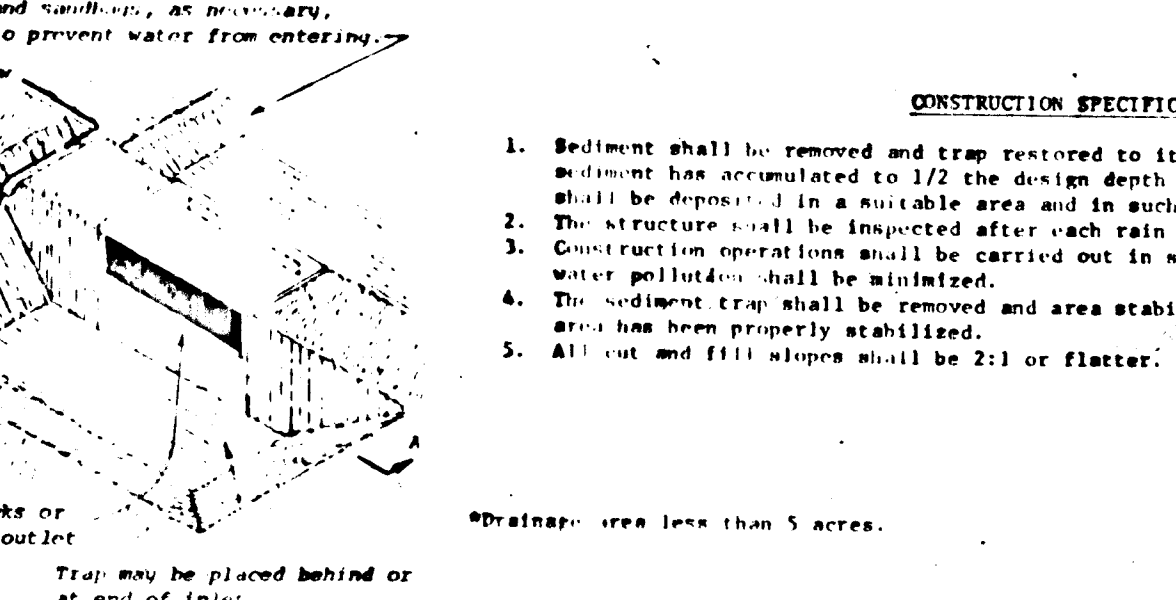 and sandbags, as necessary,
o prevent water from entering.
CONSTRUCTION SPECIFIC
1. Sediment shall be removed and trap restored to it
sediment has accumulated to 1/2 the design depth
shall be deposited in a suitable area and in such
2. The structure shall be inspected after each rain
3. Construction operations shall be carried out in s
water pollution shall be minimized.
4. The sediment trap shall be removed and area stabi
area has been properly stabilized.
5. All cut and fill slopes shall be 2:1 or flatter.
A
ks or
outlet
*Drainage area less than 5 acres.
Trap may be placed behind or
at end of inlet